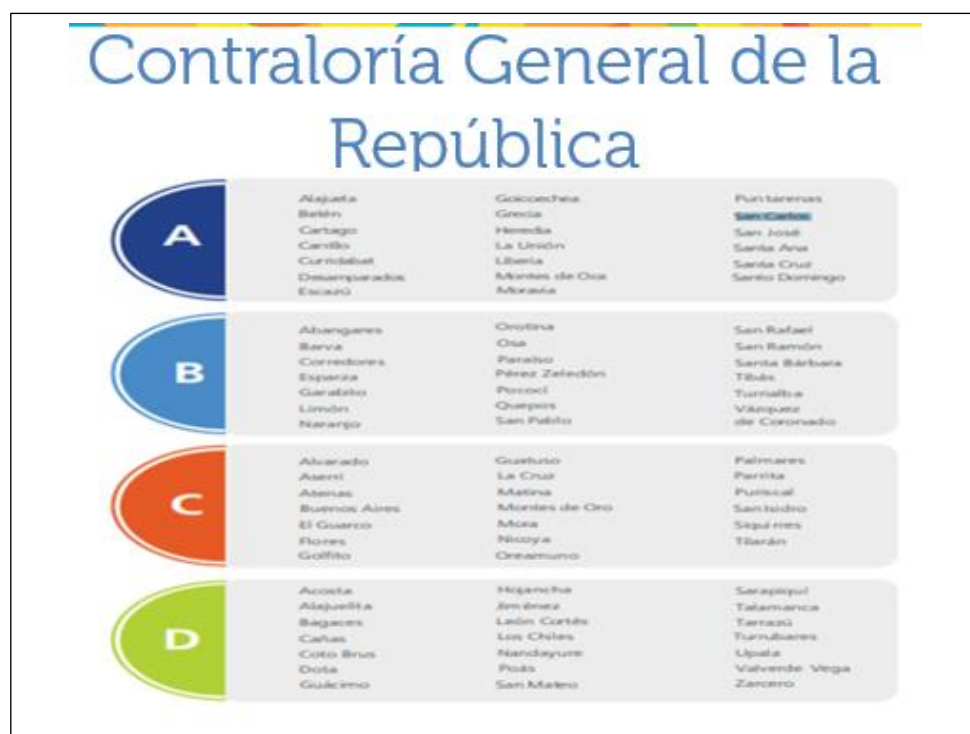 Contraloría General de la
República
A
Alajuela
Belén
Cartago
Carrillo
Curridabat
Desamparados
Escazú
Goicoechea
Grecia
Heredia
La Unión
Liberia
Montes de Oca
Moravia
Puntarenas
San Carlos
San José
Santa Ana
Santa Cruz
Santo Domingo
B
Abangares
Barva
Corredores
Esparza
Garabito
Limón
Naranjo
Orotina
Osa
Paraíso
Pérez Zeledón
Pococí
Quepos
San Pablo
San Rafael
San Ramón
Santa Bárbara
Tibás
Turrialba
Vázquez
de Coronado
C
Alvarado
Aserrí
Atenas
Buenos Aires
El Guarco
Flores
Golfito
Guatuso
La Cruz
Matina
Montes de Oro
Mora
Nicoya
Oreamuno
Palmares
Parrita
Puriscal
San Isidro
Siquirres
Tilarán
D
Acosta
Alajuelita
Bagaces
Cañas
Coto Brus
Dota
Guácimo
Hojancha
Jiménez
León Cortés
Los Chiles
Nandayure
Poás
San Mateo
Sarapiquí
Talamanca
Tarrazú
Turrubares
Upala
Valverde Vega
Zarcero